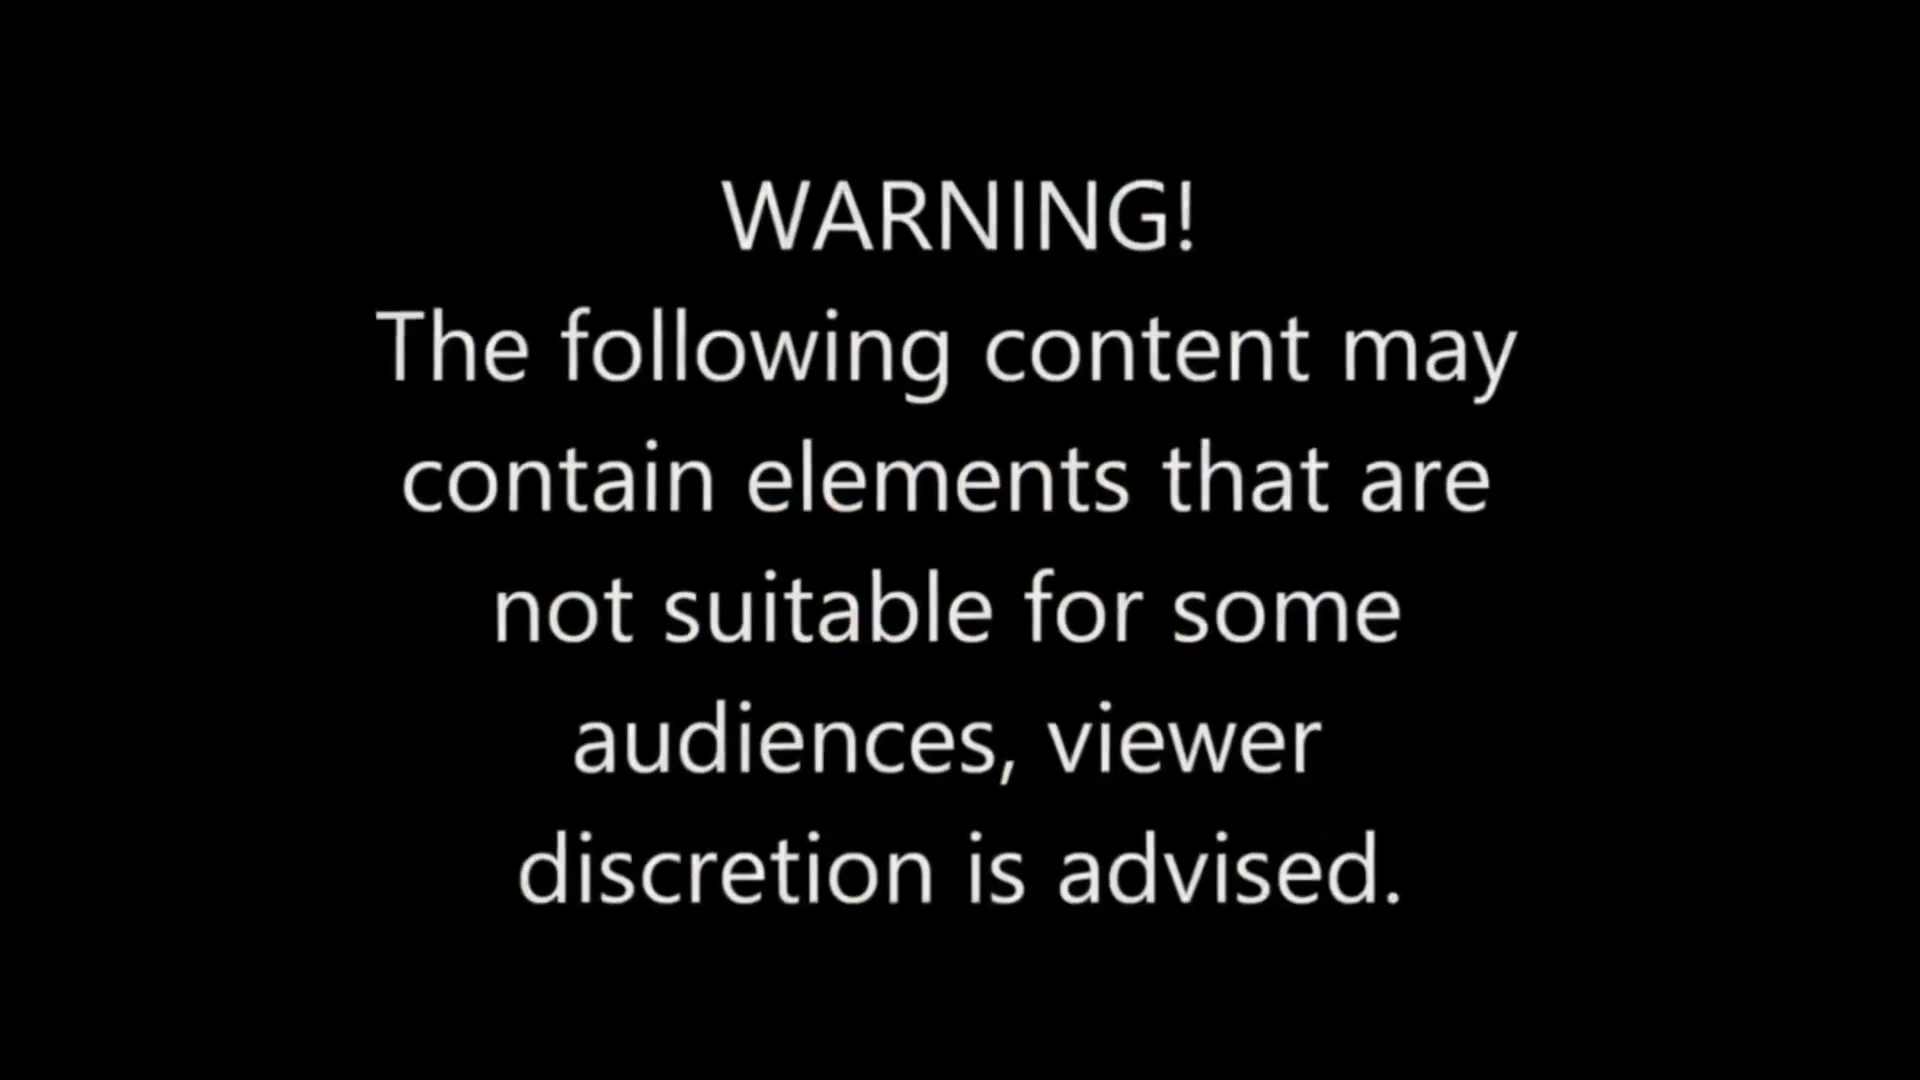 WARNING!
The following content may
contain elements that are
not suitable for some
audiences, viewer
discretion is advised.